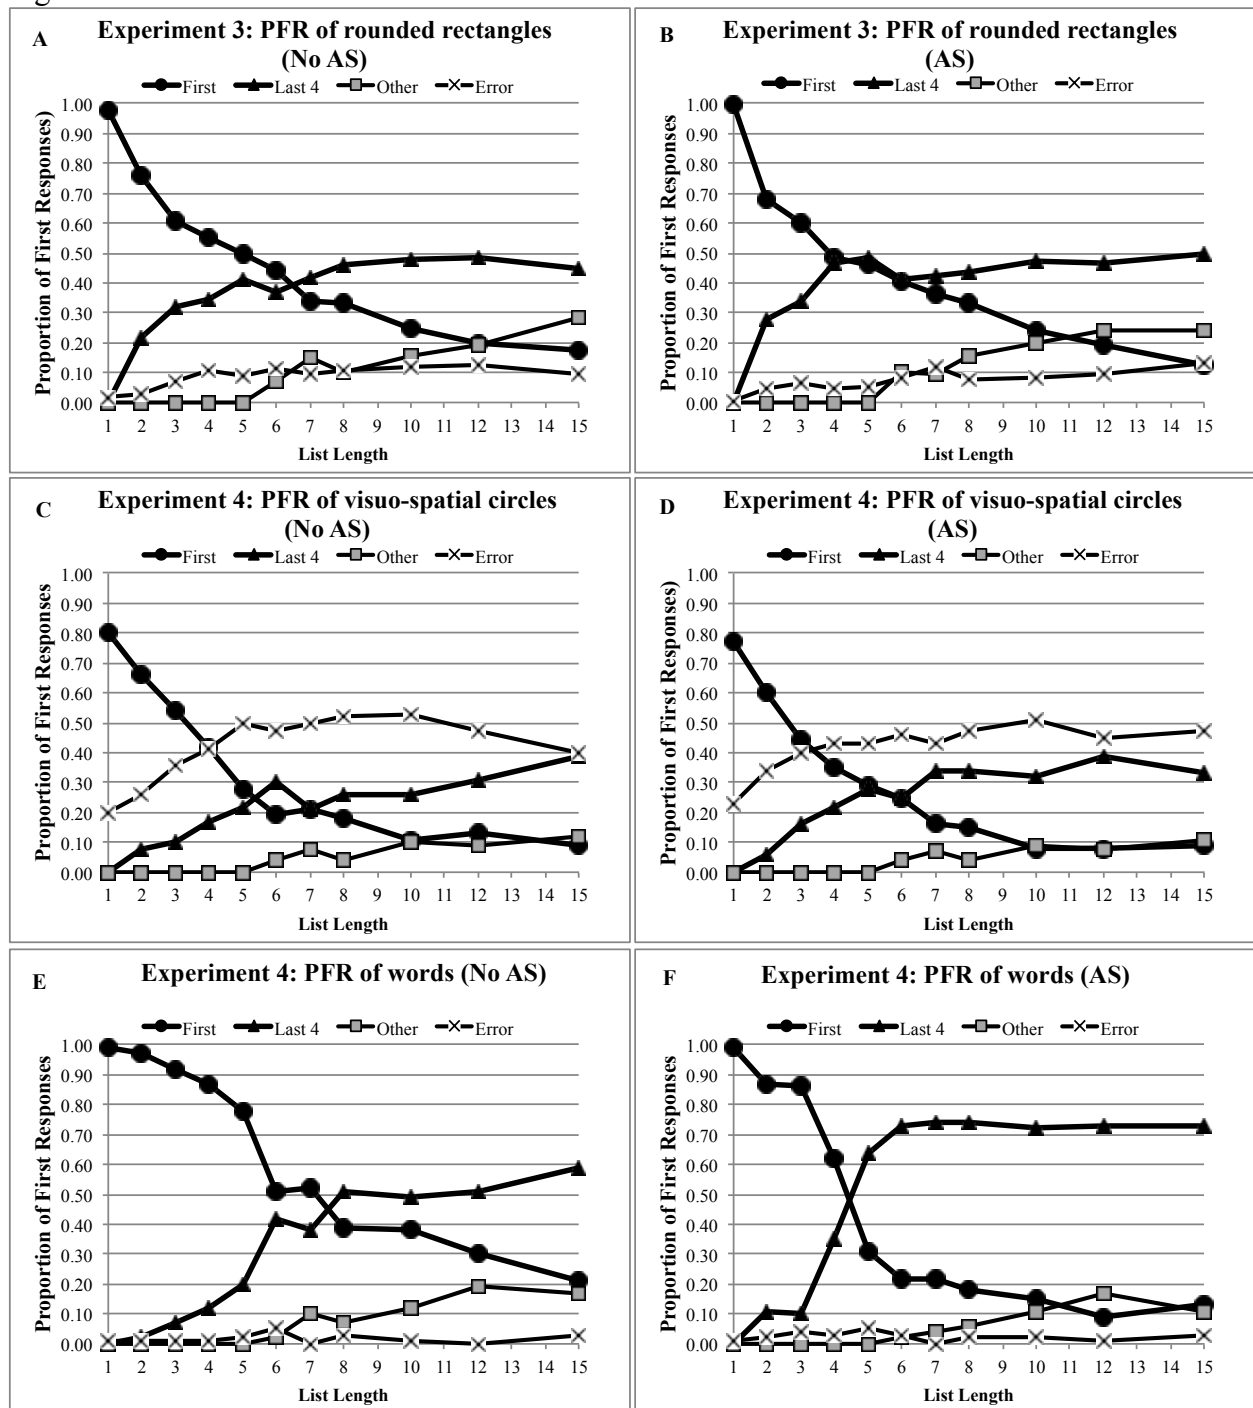 A
Experiment 3: PFR of rounded rectangles
(No AS)
First Last 4 Other Error
Proportion of First Responses)
1.00
0.90
0.80
0.70
0.60
0.50
0.40
0.30
0.20
0.10
0.00
1 2 3 4 5 6 7 8 9 10 11 12 13 14 15
List Length
B
Experiment 3: PFR of rounded rectangles
(AS)
First Last 4 Other Error
Proportion of First Responses)
1.00
0.90
0.80
0.70
0.60
0.50
0.40
0.30
0.20
0.10
0.00
1 2 3 4 5 6 7 8 9 10 11 12 13 14 15
List Length
C
Experiment 4: PFR of visuo-spatial circles
(No AS)
First Last 4 Other Error
Proportion of First Responses
1.00
0.90
0.80
0.70
0.60
0.50
0.40
0.30
0.20
0.10
0.00
1 2 3 4 5 6 7 8 9 10 11 12 13 14 15
List Length
D
Experiment 4: PFR of visuo-spatial circles
(AS)
First Last 4 Other Error
Proportion of First Responses
1.00
0.90
0.80
0.70
0.60
0.50
0.40
0.30
0.20
0.10
0.00
1 2 3 4 5 6 7 8 9 10 11 12 13 14 15
List Length
E
Experiment 4: PFR of words (No AS)
First Last 4 Other Error
Proportion of First Responses
1.00
0.90
0.80
0.70
0.60
0.50
0.40
0.30
0.20
0.10
0.00
1 2 3 4 5 6 7 8 9 10 11 12 13 14 15
List Length
F
Experiment 4: PFR of words (AS)
First Last 4 Other Error
Proportion of First Responses
1.00
0.90
0.80
0.70
0.60
0.50
0.40
0.30
0.20
0.10
0.00
1 2 3 4 5 6 7 8 9 10 11 12 13 14 15
List Length